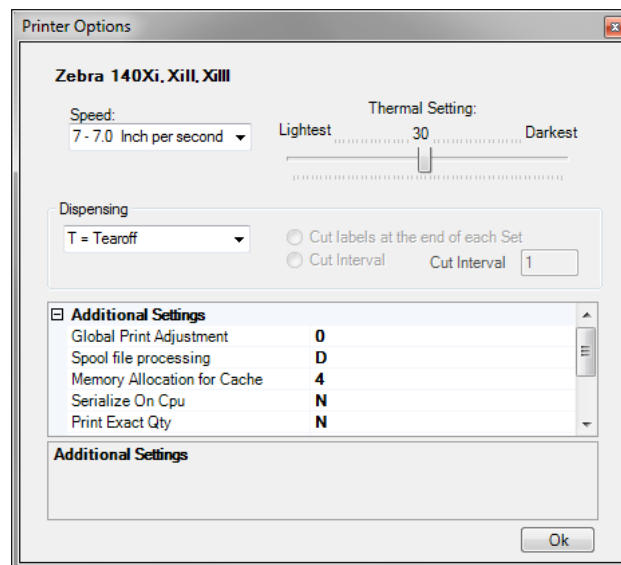 Printer Options
Zebra 140Xi, XiII, XiIII
Speed:
7 - 7.0 Inch per second
Thermal Setting:
Lightest 30 Darkest
Dispensing
T = Tearoff
Cut labels at the end of each Set
Cut Interval Cut Interval 1
Additional Settings
Global Print Adjustment 0
Spool file processing D
Memory Allocation for Cache 4
Serialize On Cpu N
Print Exact Qty N
Additional Settings
Ok